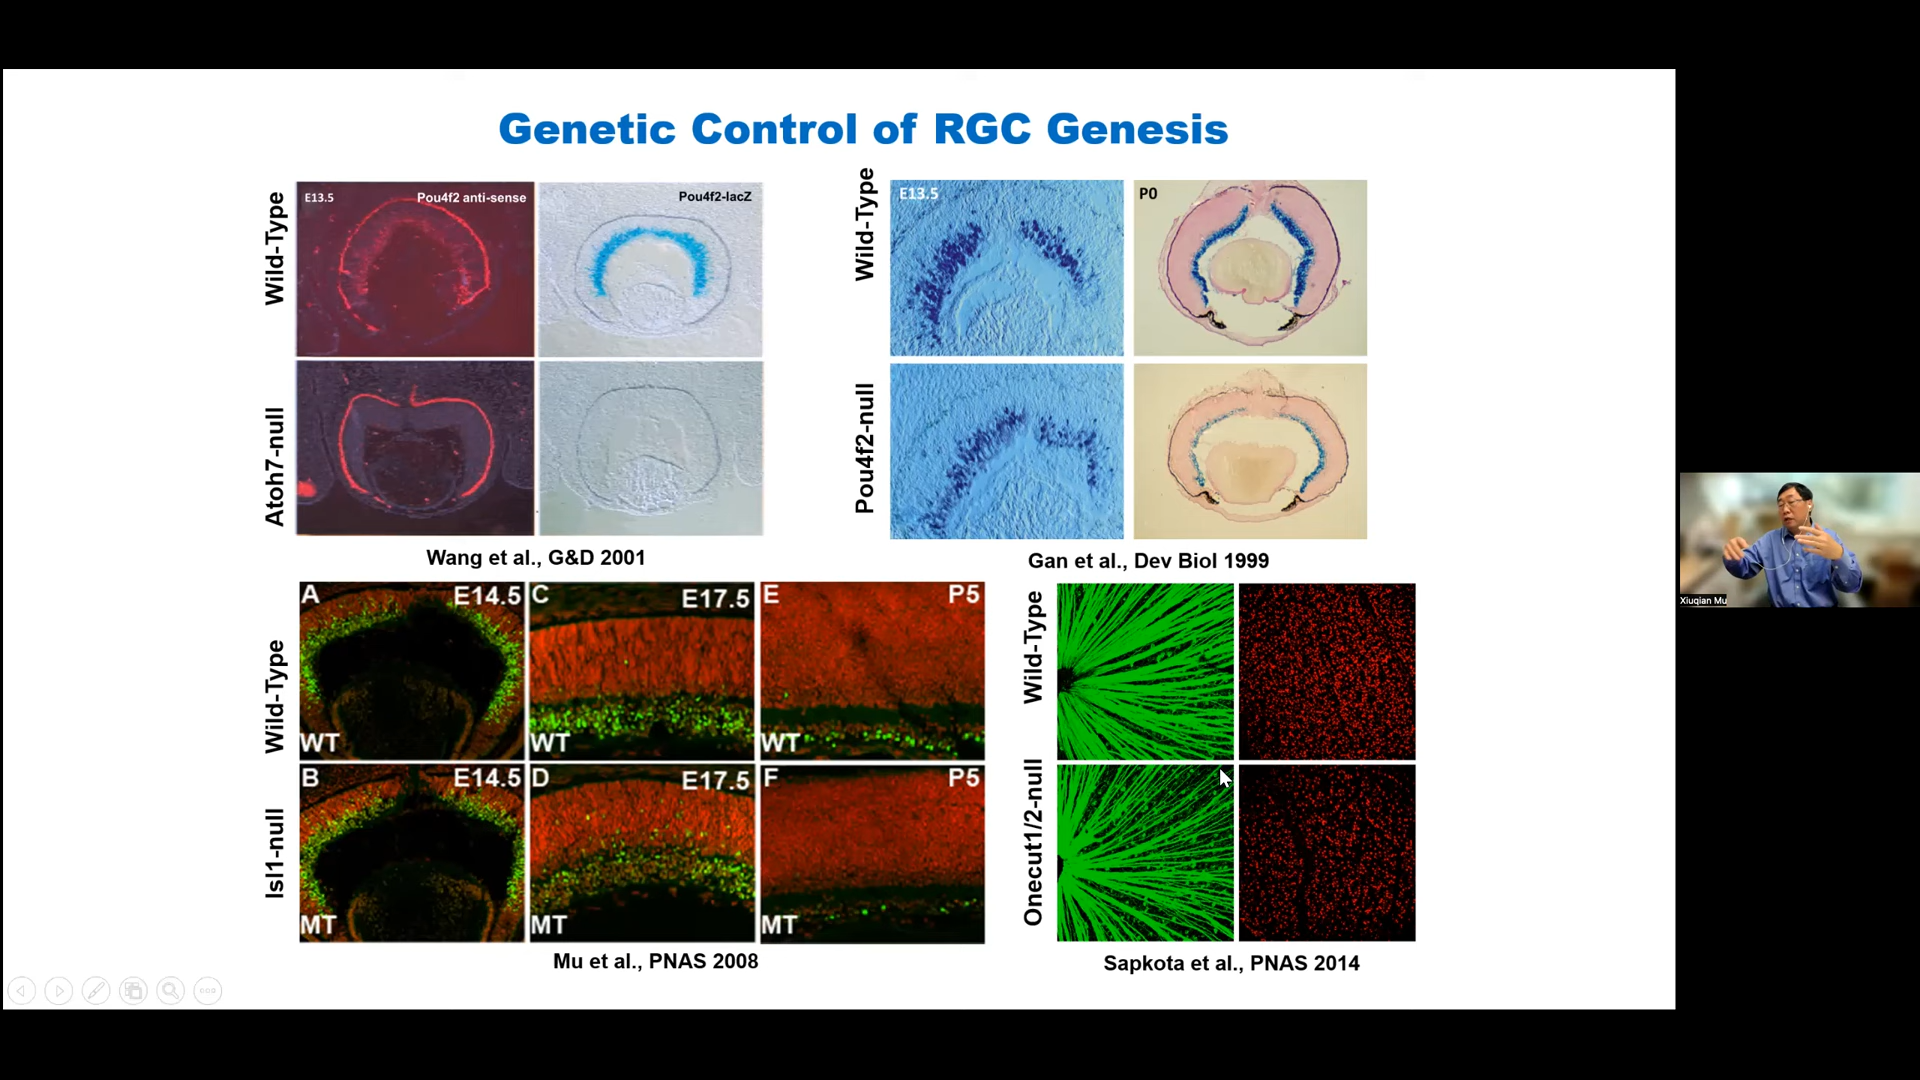 Genetic Control of RGC Genesis
Wild-Type
E13.5
Pou4f2 anti-sense
Pou4f2-lacZ
Atoh7-null
Wang et al., G&D 2001
Wild-Type
E13.5
P0
Pou4f2-null
Gan et al., Dev Biol 1999
Wild-Type
A
E14.5
WT
C
E17.5
WT
E
P5
WT
Isl1-null
B
E14.5
MT
D
E17.5
MT
F
P5
MT
Mu et al., PNAS 2008
Wild-Type
Onecut1/2-null
Sapkota et al., PNAS 2014
Xiuqian Mu